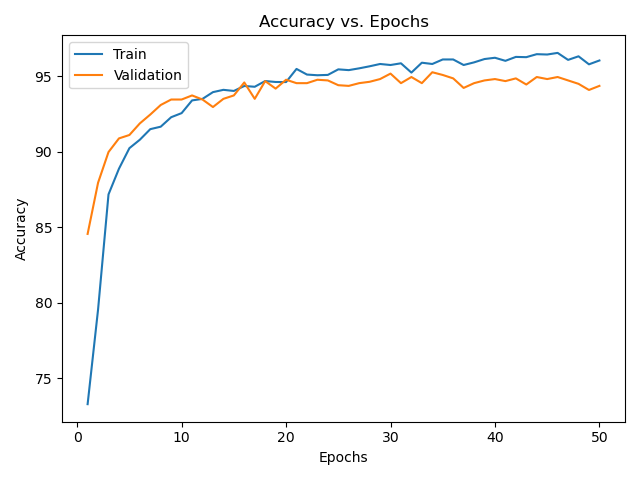 Accuracy vs. Epochs
Train
Validation
95
90
85
80
75
Accuracy
0 10 20 30 40 50
Epochs